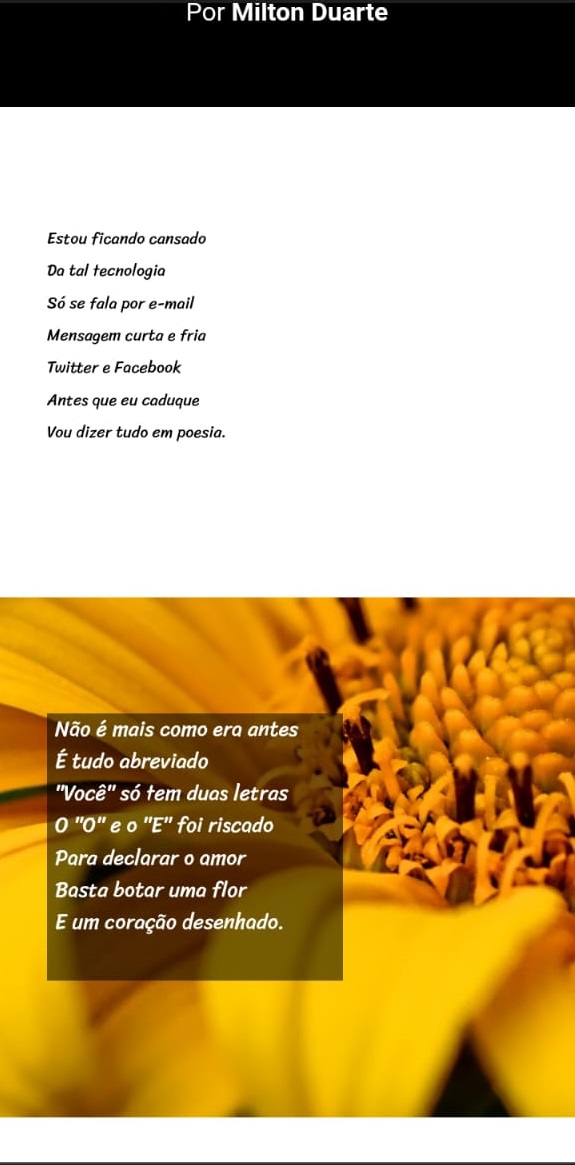 Por Milton Duarte
Estou ficando cansado
Da tal tecnologia
Só se fala por e-mail
Mensagem curta e fria
Twitter e Facebook
Antes que eu caduque
Vou dizer tudo em poesia.
Não é mais como era antes
É tudo abreviado
"Você" só tem duas letras
O "O" e o "E" foi riscado
Para declarar o amor
Basta botar uma flor
E um coração desenhado.